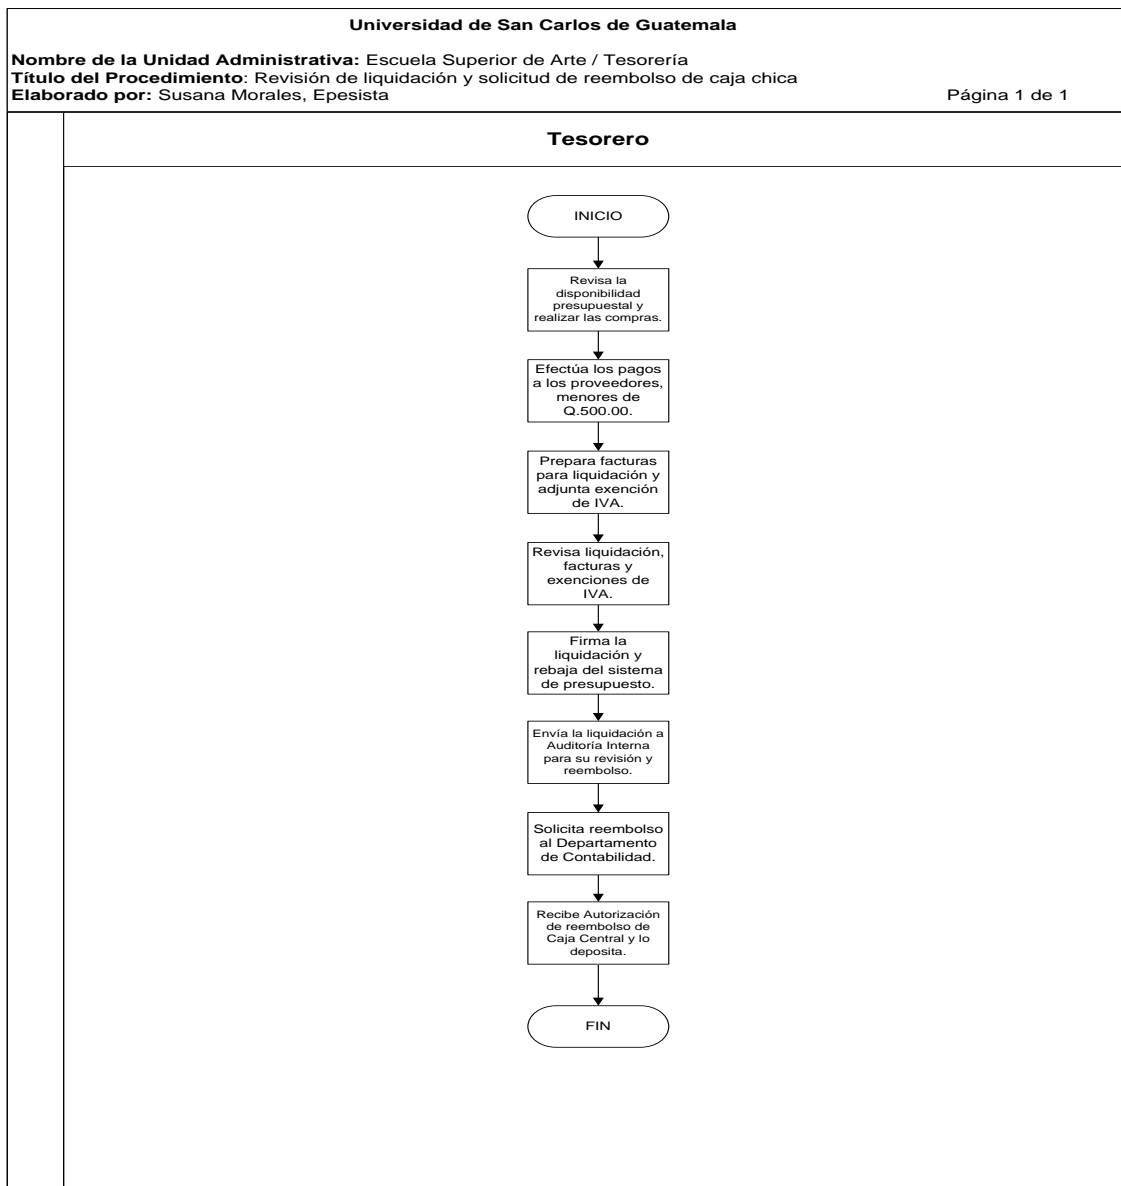 Universidad de San Carlos de Guatemala
Nombre de la Unidad Administrativa: Escuela Superior de Arte / Tesorería
Título del Procedimiento: Revisión de liquidación y solicitud de reembolso de caja chica
Elaborado por: Susana Morales, Epesista Página 1 de 1
Tesorero
INICIO
Revisa la
disponibilidad
presupuestal y
realizar las compras.
Efectúa los pagos
a los proveedores,
menores de
Q.500.00.
Prepara facturas
para liquidación y
adjunta exención
de IVA.
Revisa liquidación,
facturas y
exenciones de
IVA.
Firma la
liquidación y
rebaja del sistema
de presupuesto.
Envía la liquidación a
Auditoría Interna
para su revisión y
reembolso.
Solicita reembolso
al Departamento
de Contabilidad.
Recibe Autorización
de reembolso de
Caja Central y lo
deposita.
FIN